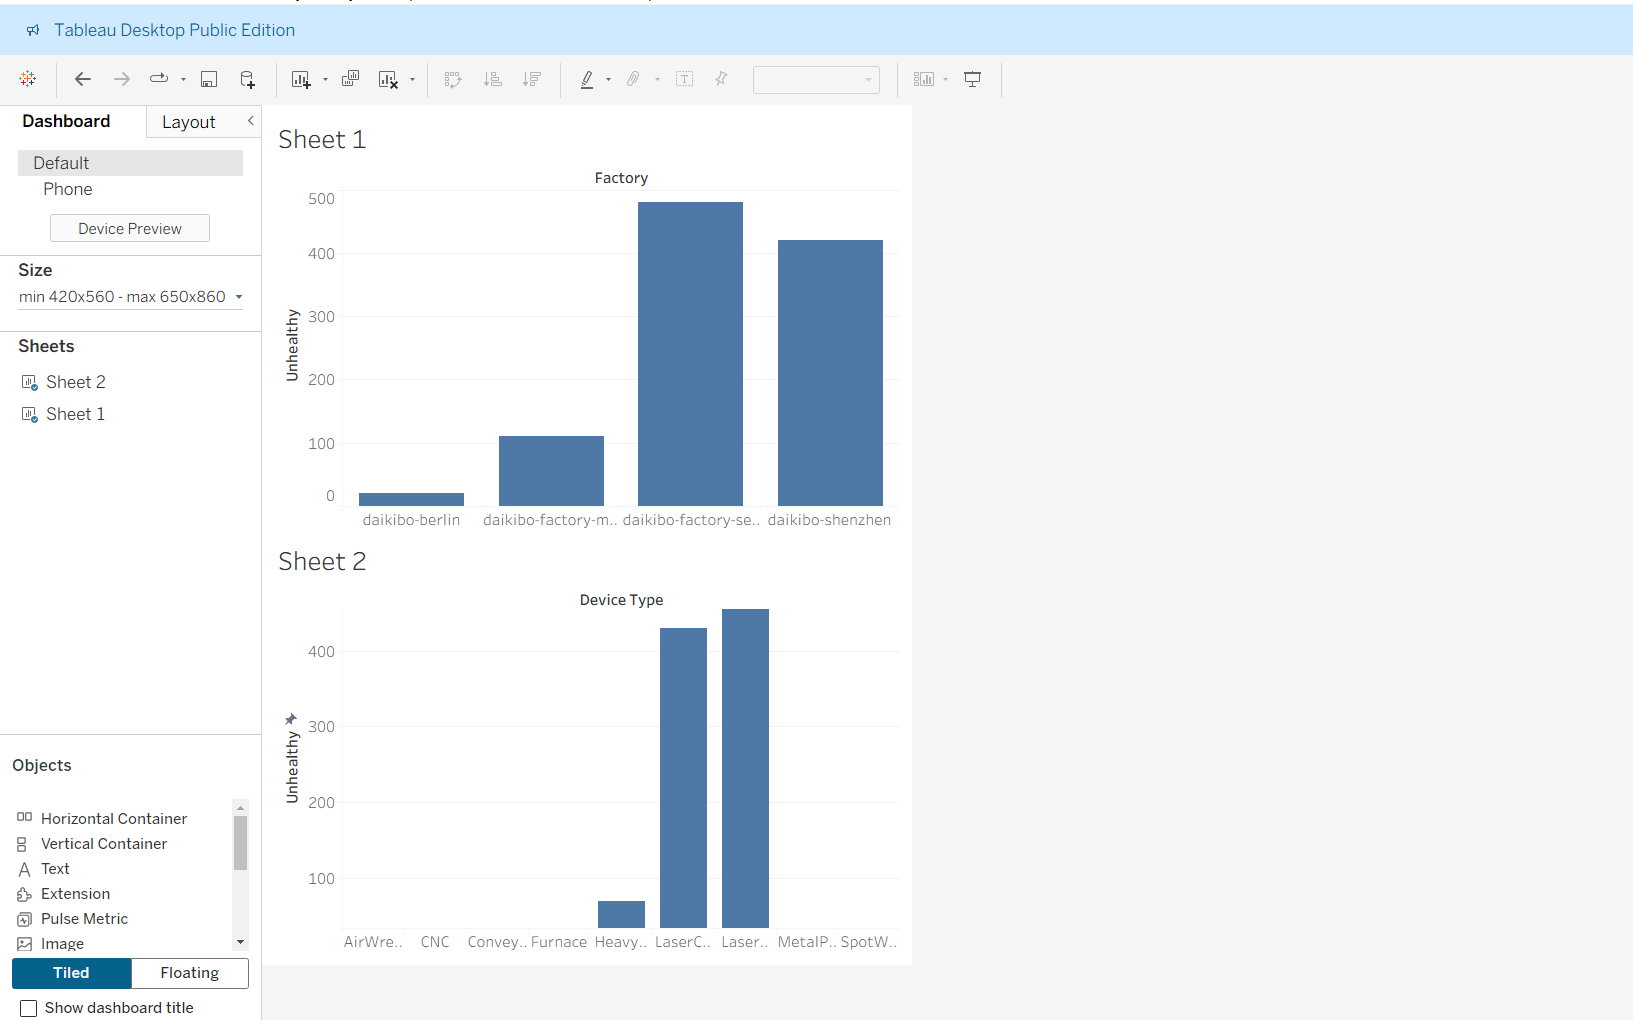 Tableau Desktop Public Edition
Dashboard
Layout
Default
Phone
Device Preview
Size
min 420x560 - max 650x860
Sheets
Sheet 2
Sheet 1
Objects
Horizontal Container
Vertical Container
Text
Extension
Pulse Metric
Image
Tiled
Floating
Show dashboard title
Sheet 1
Factory
Unhealthy
500
400
300
200
100
0
daikibo-berlin
daikibo-factory-m..
daikibo-factory-se..
daikibo-shenzhen
Sheet 2
Device Type
Unhealthy
400
300
200
100
AirWre..
CNC
Convey..
Furnace
Heavy..
LaserC..
Laser..
MetalP..
SpotW..